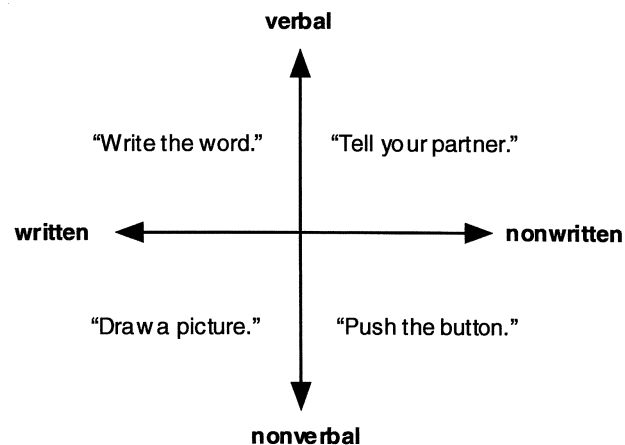 verbal
“Write the word.” “Tell your partner.”
written nonwritten
“Draw a picture.” “Push the button.”
nonverbal